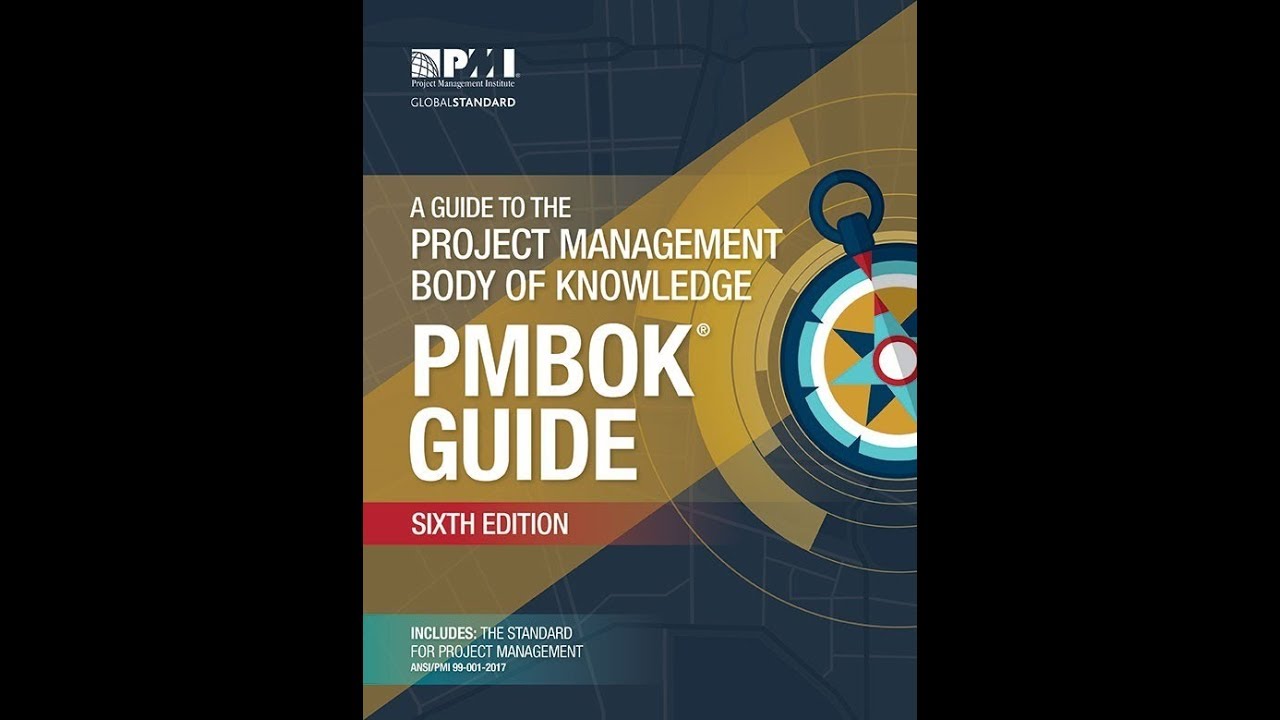 PMI®
Project Management Institute
GLOBALSTANDARD
A GUIDE TO THE
PROJECT MANAGEMENT
BODY OF KNOWLEDGE
PMBOK®
GUIDE
SIXTH EDITION
INCLUDES: THE STANDARD
FOR PROJECT MANAGEMENT
ANSI/PMI 99-001-2017